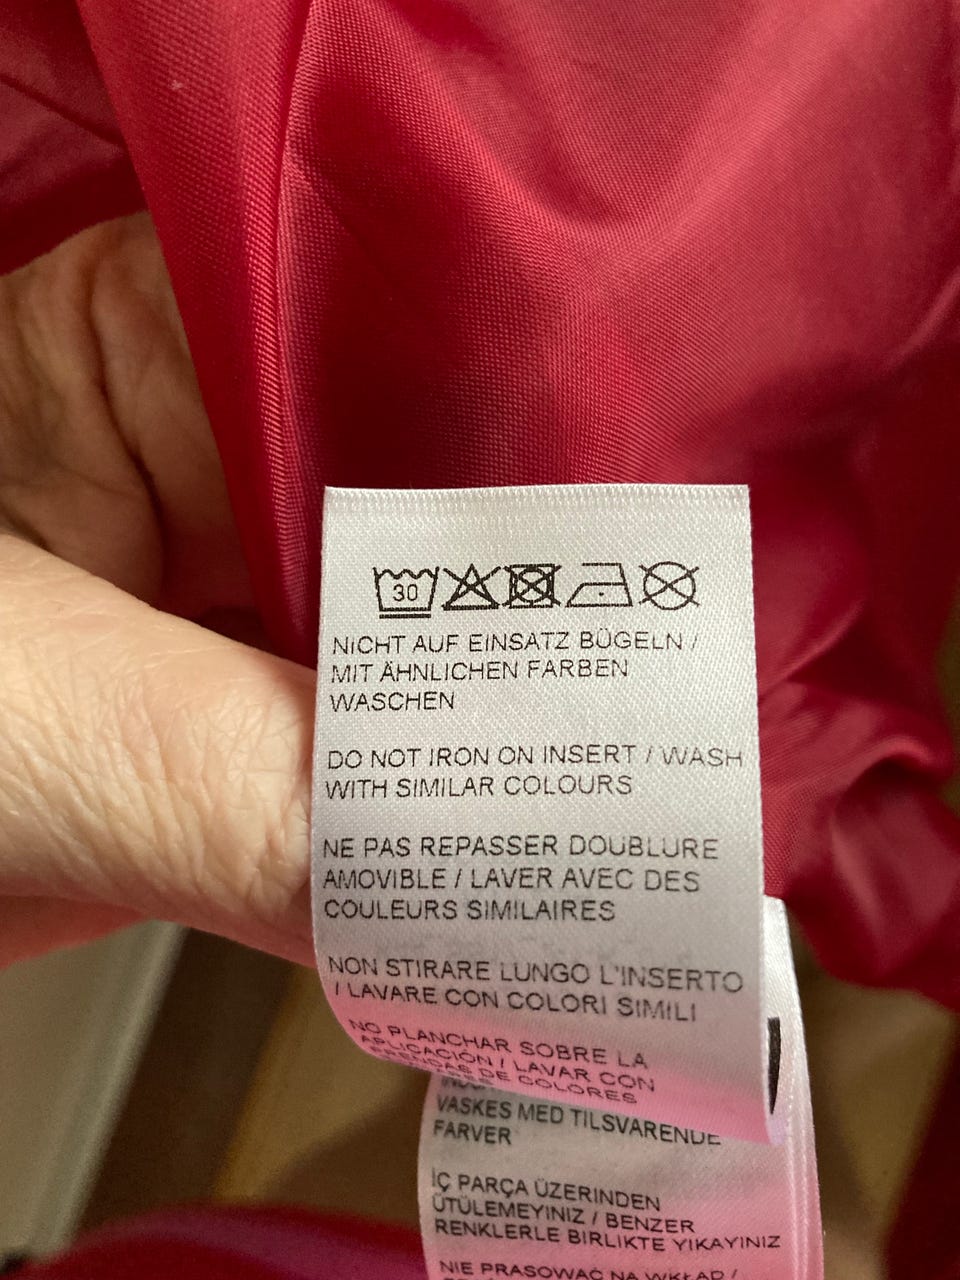 30
NICHT AUF EINSATZ BÜGELN /
MIT ÄHNLICHEN FARBEN
WASCHEN
DO NOT IRON ON INSERT / WASH
WITH SIMILAR COLOURS
NE PAS REPASSER DOUBLURE
AMOVIBLE / LAVER AVEC DES
COULEURS SIMILAIRES
NON STIRARE LUNGO L'INSERTO
/ LAVARE CON COLORI SIMILI
NO PLANCHAR SOBRE LA
APLICACIÓN / LAVAR CON
PRENDAS DE COLORES
VASKES MED TILSVARENDE
FARVER
İÇ PARÇA ÜZERINDEN
ÜTÜLEMEYINIZ / BENZER
RENKLERLE BIRLIKTE YIKAYINIZ
NIE PRASOWAĆ NA WKŁAD /